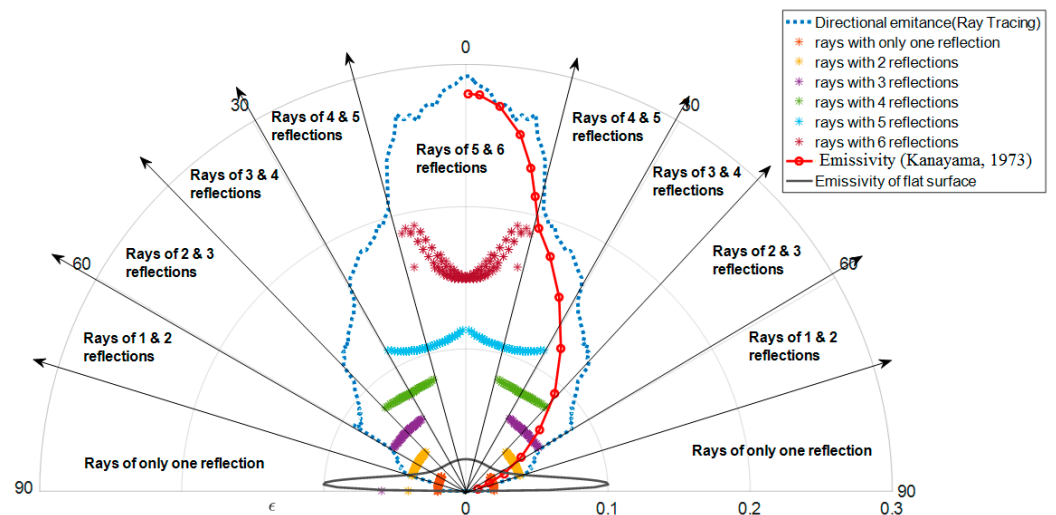 Directional emitance(Ray Tracing)
rays with only one reflection
rays with 2 reflections
rays with 3 reflections
rays with 4 reflections
rays with 5 reflections
rays with 6 reflections
Emissivity (Kanayama, 1973)
Emissivity of flat surface
0
30
30
60
60
90
90
Rays of 4 & 5
reflections
Rays of 4 & 5
reflections
Rays of 5 & 6
reflections
Rays of 3 & 4
reflections
Rays of 3 & 4
reflections
Rays of 2 & 3
reflections
Rays of 2 & 3
reflections
Rays of 1 & 2
reflections
Rays of 1 & 2
reflections
Rays of only one reflection
Rays of only one reflection
ϵ
0
0.1
0.2
0.3